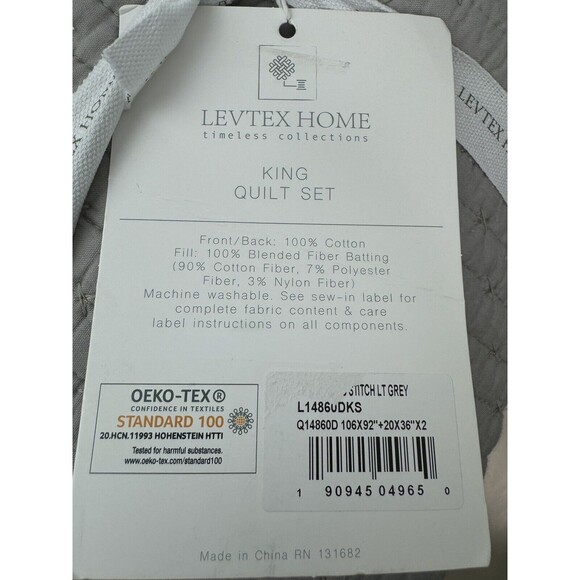 LEVTEX HOME
timeless collections
KING
QUILT SET
Front/Back: 100% Cotton
Fill: 100% Blended Fiber Batting
(90% Cotton Fiber, 7% Polyester
Fiber, 3% Nylon Fiber)
Machine washable. See sew-in label for
complete fabric content & care
label instructions on all components.
OEKO-TEX®
CONFIDENCE IN TEXTILES
STANDARD 100
20.HCN.11993 HOHENSTEIN HTTI
Tested for harmful substances.
www.oeko-tex.com/standard100
STITCH LT GREY
L14860DKS
Q14860D 106X92"+20X36"X2
1 90945 04965 0
Made in China RN 131682
LEVTEX HO